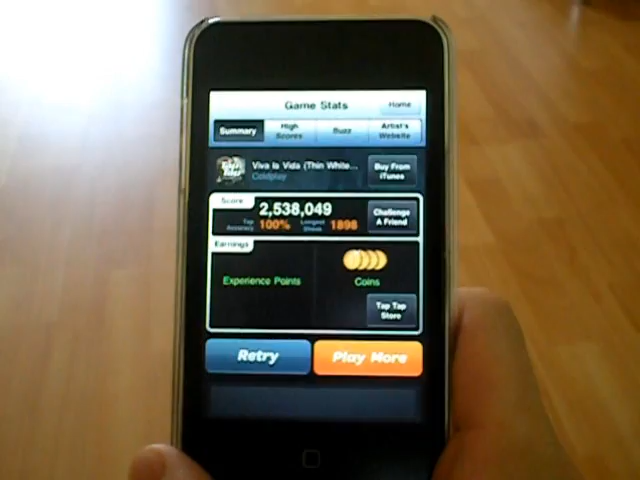 Game Stats
Home
Summary
High Scores
Buzz
Artist's Website
Viva la Vida (Thin White...
Coldplay
Buy From iTunes
Score
2,538,049
Tap Accuracy
100%
Longest Streak
1898
Challenge A Friend
Earnings
Experience Points
Coins
Tap Tap Store
Retry
Play More